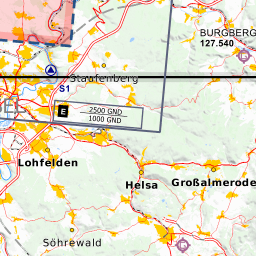 BURGBERG
127.540
Staufenberg
S1
E
2500 GND
1000 GND
Lohfelden
Helsa
Großalmerode
Söhrewald